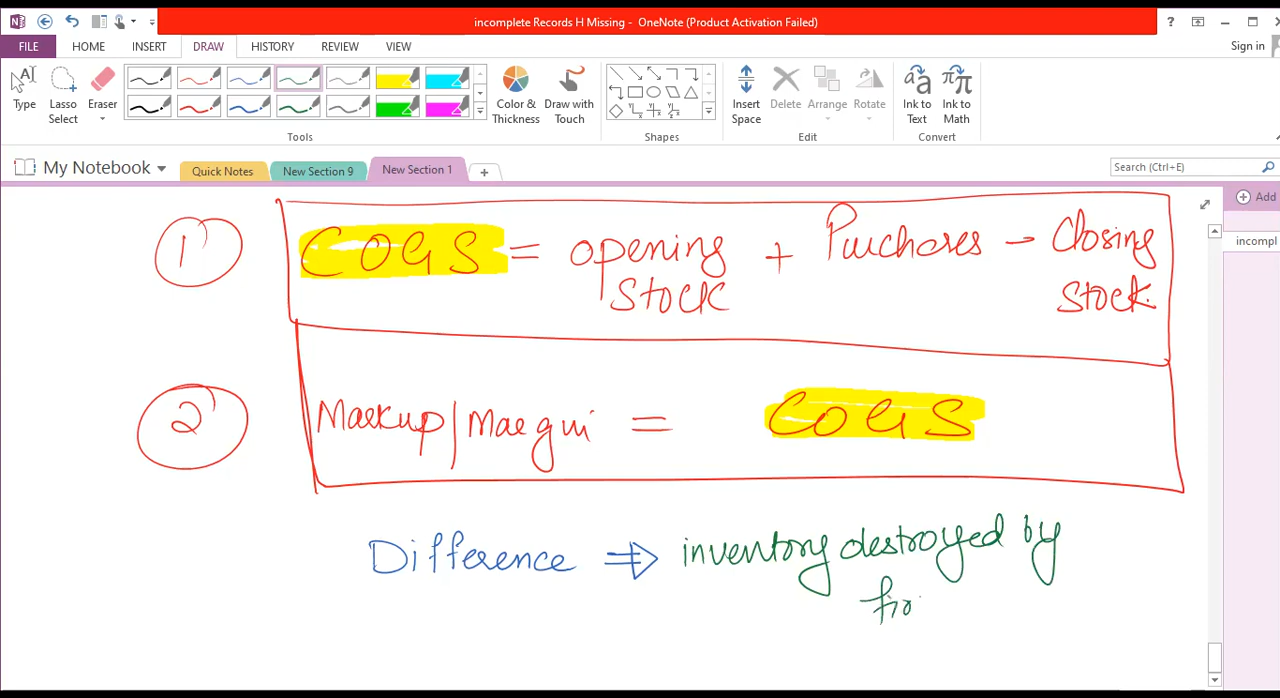 incomplete Records H Missing - OneNote (Product Activation Failed)
?
FILE HOME INSERT DRAW HISTORY REVIEW VIEW
Sign in
Type
Lasso Select
Eraser
Color & Thickness
Draw with Touch
Insert Space
Delete
Arrange
Rotate
Ink to Text
Ink to Math
Tools
Shapes
Edit
Convert
My Notebook
Quick Notes
New Section 9
New Section 1
Search (Ctrl+E)
Add
incompl
1 COGS = opening stock + Purchases - Closing stock.
2 Markup/Margin = COGS
Difference ⇒ inventory destroyed by